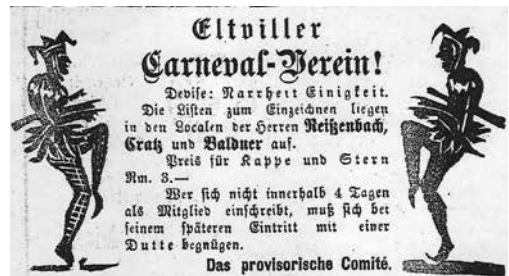 Eltviller
Carneval-Verein!
Devise: Narrheit Einigkeit.
Die Listen zum Einzeichnen liegen
in den Localen der Herren Reißenbach,
Cratz und Baldner auf.
Preis für Kappe und Stern
Rm. 3.—
Wer sich nicht innerhalb 4 Tagen
als Mitglied einschreibt, muß sich bei
seinem späteren Eintritt mit einer
Dutte begnügen.
Das provisorische Comité.